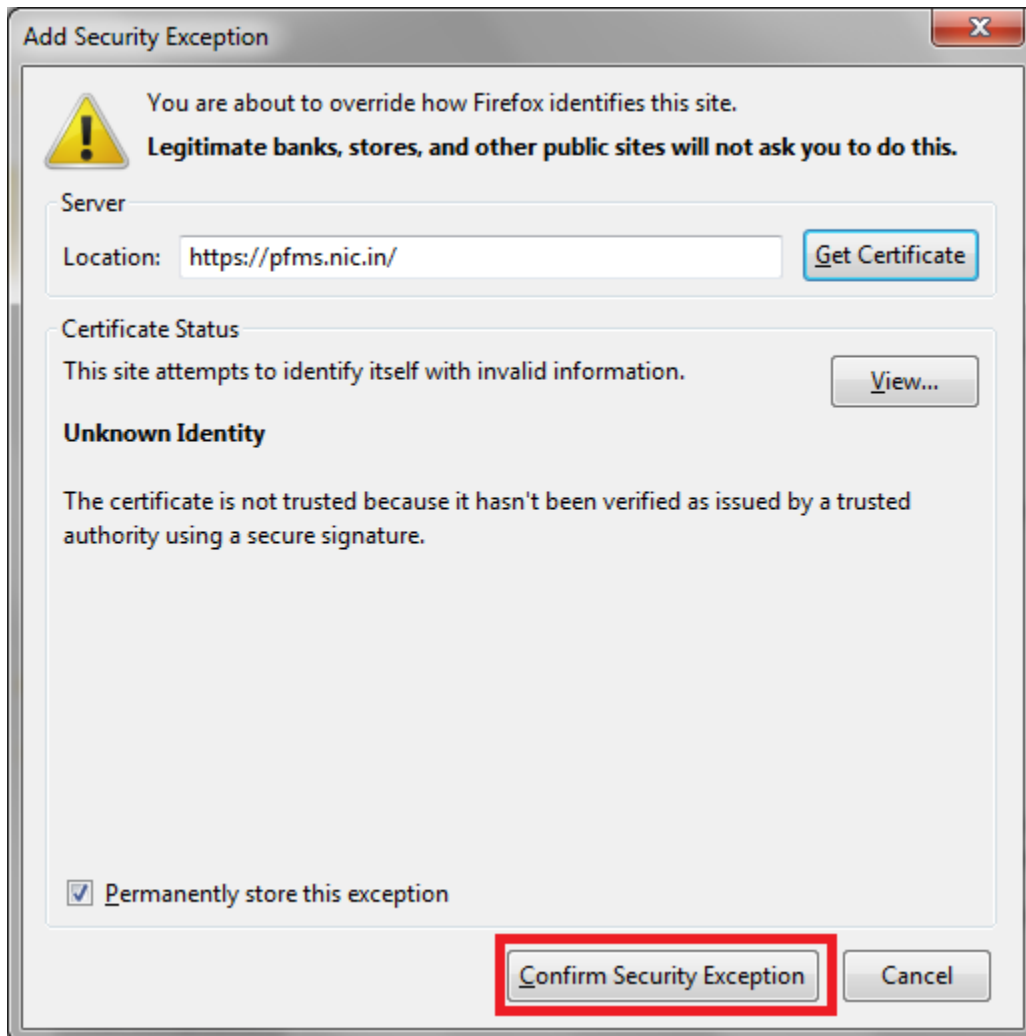 Add Security Exception
You are about to override how Firefox identifies this site.
Legitimate banks, stores, and other public sites will not ask you to do this.
Server
Location: https://pfms.nic.in/ Get Certificate
Certificate Status
This site attempts to identify itself with invalid information.
View...
Unknown Identity
The certificate is not trusted because it hasn't been verified as issued by a trusted
authority using a secure signature.
Permanently store this exception
Confirm Security Exception Cancel